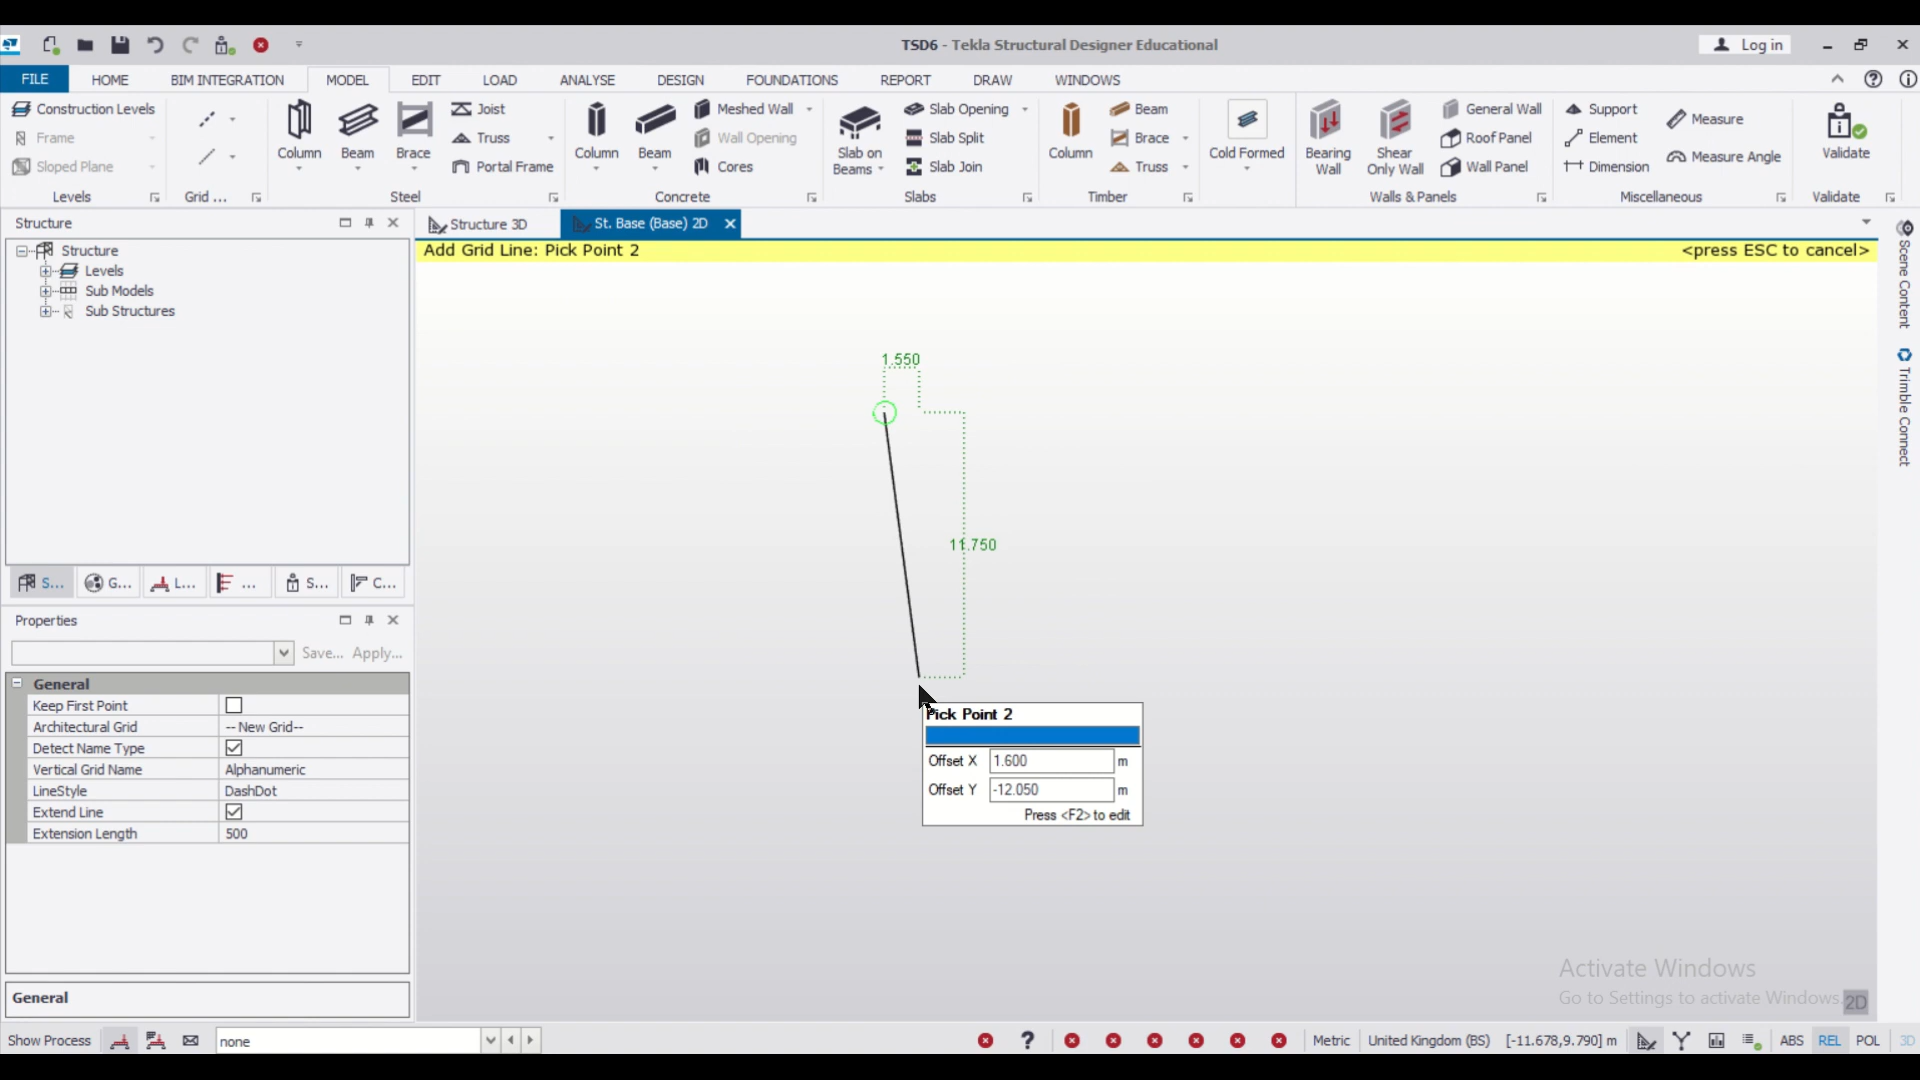 TSD6 - Tekla Structural Designer Educational
Log in
FILE HOME BIM INTEGRATION MODEL EDIT LOAD ANALYSE DESIGN FOUNDATIONS REPORT DRAW WINDOWS
Construction Levels
Frame
Sloped Plane
Levels
Grid ...
Column
Beam
Brace
Joist
Truss
Portal Frame
Steel
Column
Beam
Meshed Wall
Wall Opening
Cores
Concrete
Slab on
Beams
Slab Opening
Slab Split
Slab Join
Slabs
Column
Beam
Brace
Truss
Timber
Cold Formed
Bearing
Wall
Shear
Only Wall
General Wall
Roof Panel
Wall Panel
Walls & Panels
Support
Element
Dimension
Measure
Measure Angle
Miscellaneous
Validate
Validate
Structure
Structure 3D
St. Base (Base) 2D
Add Grid Line: Pick Point 2
<press ESC to cancel>
Structure
Levels
Sub Models
Sub Structures
S... G... L... ... S... C...
Scene Content
Trimble Connect
1.550
11.750
Pick Point 2
Offset X 1.600 m
Offset Y -12.050 m
Press <F2> to edit
Properties
Save... Apply...
General
Keep First Point
Architectural Grid -- New Grid--
Detect Name Type
Vertical Grid Name Alphanumeric
LineStyle DashDot
Extend Line
Extension Length 500
General
Activate Windows
Go to Settings to activate Windows.
2D
Show Process
none
Metric United Kingdom (BS) [-11.678,9.790] m
ABS REL POL 3D